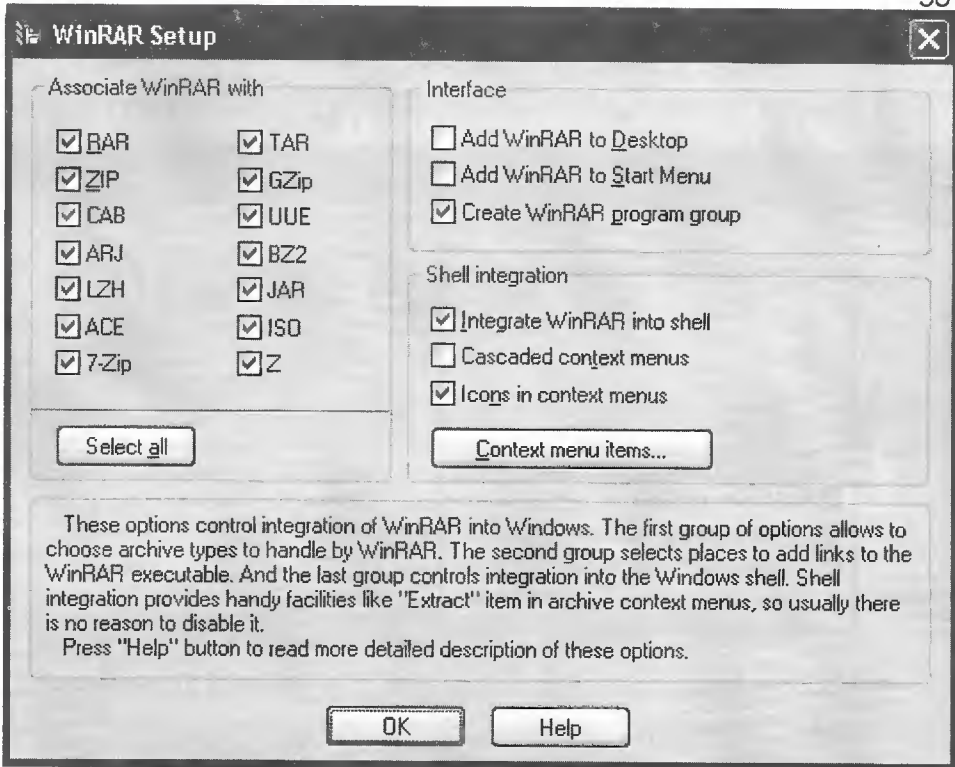 WinRAR Setup
Associate WinRAR with
RAR
TAR
ZIP
GZip
CAB
UUE
ARJ
BZ2
LZH
JAR
ACE
ISO
7-Zip
Z
Select all
Interface
Add WinRAR to Desktop
Add WinRAR to Start Menu
Create WinRAR program group
Shell integration
Integrate WinRAR into shell
Cascaded context menus
Icons in context menus
Context menu items...
These options control integration of WinRAR into Windows. The first group of options allows to
choose archive types to handle by WinRAR. The second group selects places to add links to the
WinRAR executable. And the last group controls integration into the Windows shell. Shell
integration provides handy facilities like "Extract" item in archive context menus, so usually there
is no reason to disable it.
Press "Help" button to read more detailed description of these options.
OK
Help